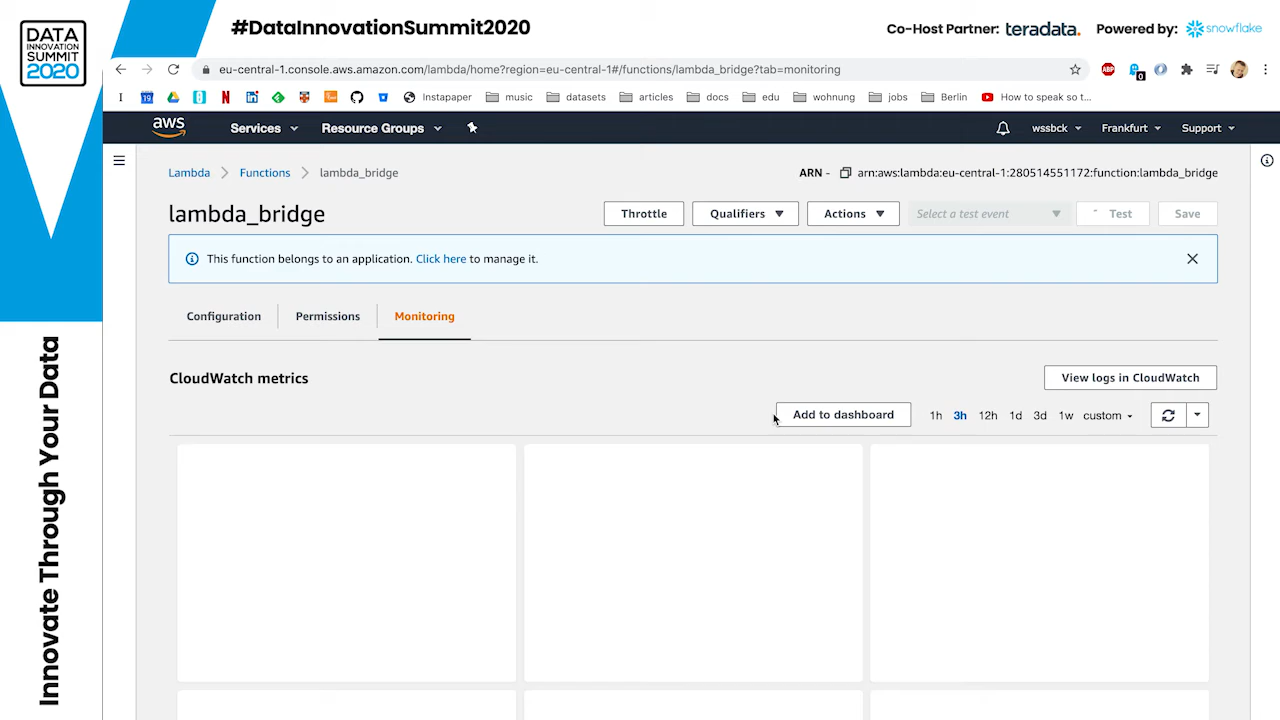 #DataInnovationSummit2020
Co-Host Partner: teradata. Powered by: snowflake
DATA
INNOVATION
SUMMIT
2020
Innovate Through Your Data
eu-central-1.console.aws.amazon.com/lambda/home?region=eu-central-1#/functions/lambda_bridge?tab=monitoring
ABP 0
19 Instapaper music datasets articles docs edu wohnung jobs Berlin How to speak so t...
aws Services Resource Groups wssbck Frankfurt Support
Lambda Functions lambda_bridge ARN - arn:aws:lambda:eu-central-1:280514551172:function:lambda_bridge
lambda_bridge Throttle Qualifiers Actions Select a test event Test Save
This function belongs to an application. Click here to manage it.
Configuration Permissions Monitoring
CloudWatch metrics View logs in CloudWatch
Add to dashboard 1h 3h 12h 1d 3d 1w custom